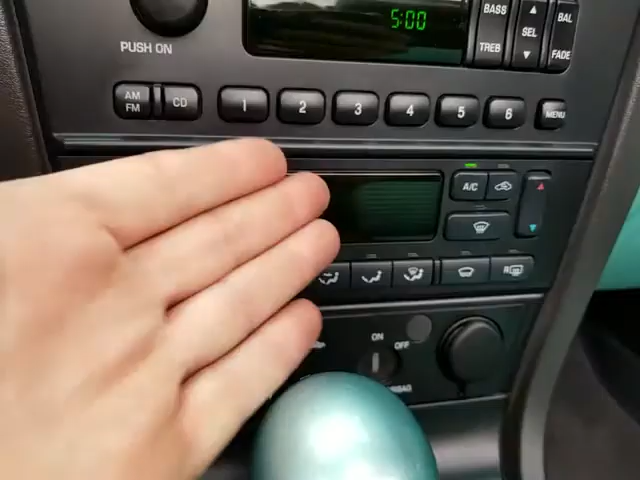 5:00
BASS
TREB
▲
SEL
▼
BAL
FADE
PUSH ON
AM
FM
CD
1
2
3
4
5
6
MENU
A/C
R
ON
OFF